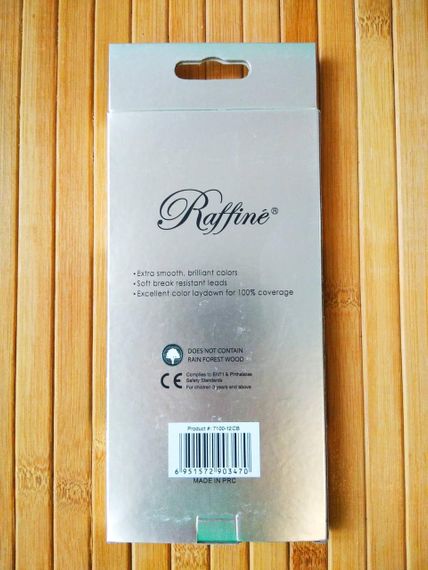 Raffiné®
• Extra smooth, brilliant colors
• Soft break resistant leads
• Excellent color laydown for 100% coverage
DOES NOT CONTAIN
RAIN FOREST WOOD
CE Complies to EN71 & Phthalates
Safety Standards
For children 3 years and above
Product #: 7100-12CB
6 951572 903470
MADE IN PRC